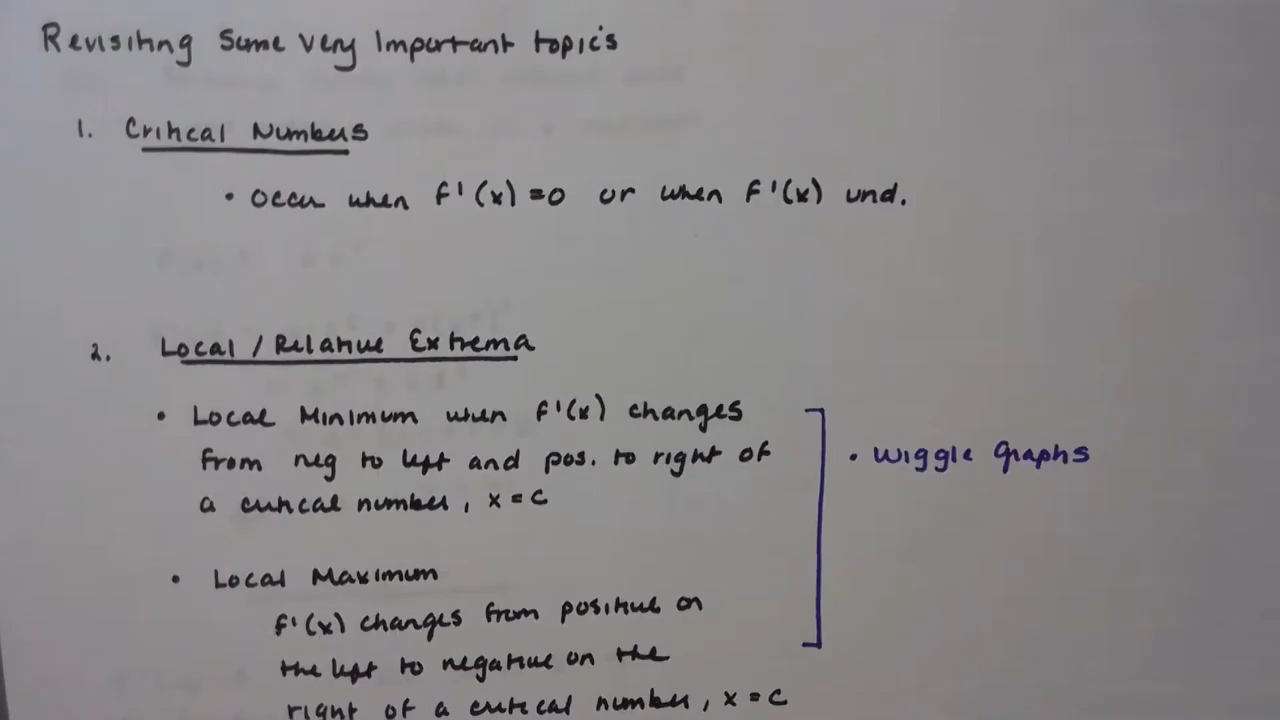 Revisiting Some Very Important topics
1. Critical Numbers
• Occur when f'(x) = 0 or when f'(x) und.
2. Local / Relative Extrema
• Local Minimum when f'(x) changes
from neg to left and pos. to right of
a critical number, x = c
• Wiggle Graphs
• Local Maximum
f'(x) changes from positive on
the left to negative on the
right of a critical number, x = c